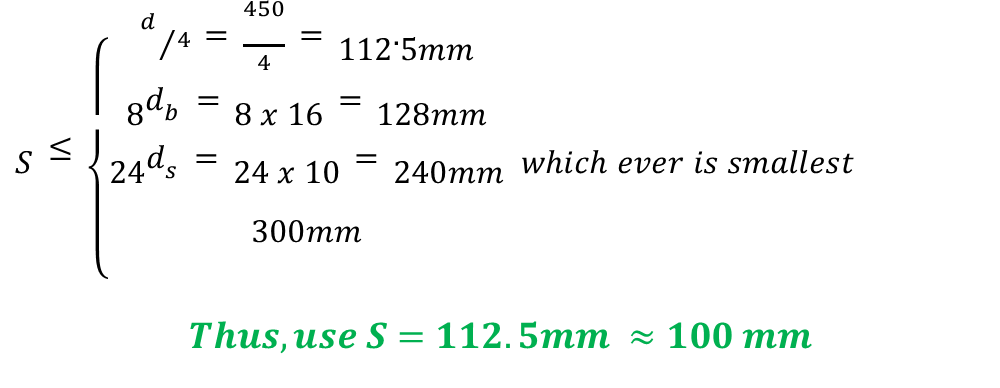 d/4 = 450/4 = 112·5mm
8d_b = 8 x 16 = 128mm
S ≤ { 24d_s = 24 x 10 = 240mm which ever is smallest
300mm
Thus, use S = 112.5mm ≈ 100 mm